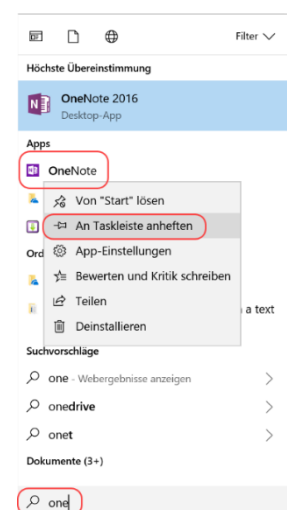 Filter
Höchste Übereinstimmung
OneNote 2016
Desktop-App
Apps
OneNote
Von "Start" lösen
An Taskleiste anheften
Ord
App-Einstellungen
Bewerten und Kritik schreiben
Teilen
a text
Deinstallieren
Suchvorschläge
one - Webergebnisse anzeigen
onedrive
onet
Dokumente (3+)
one